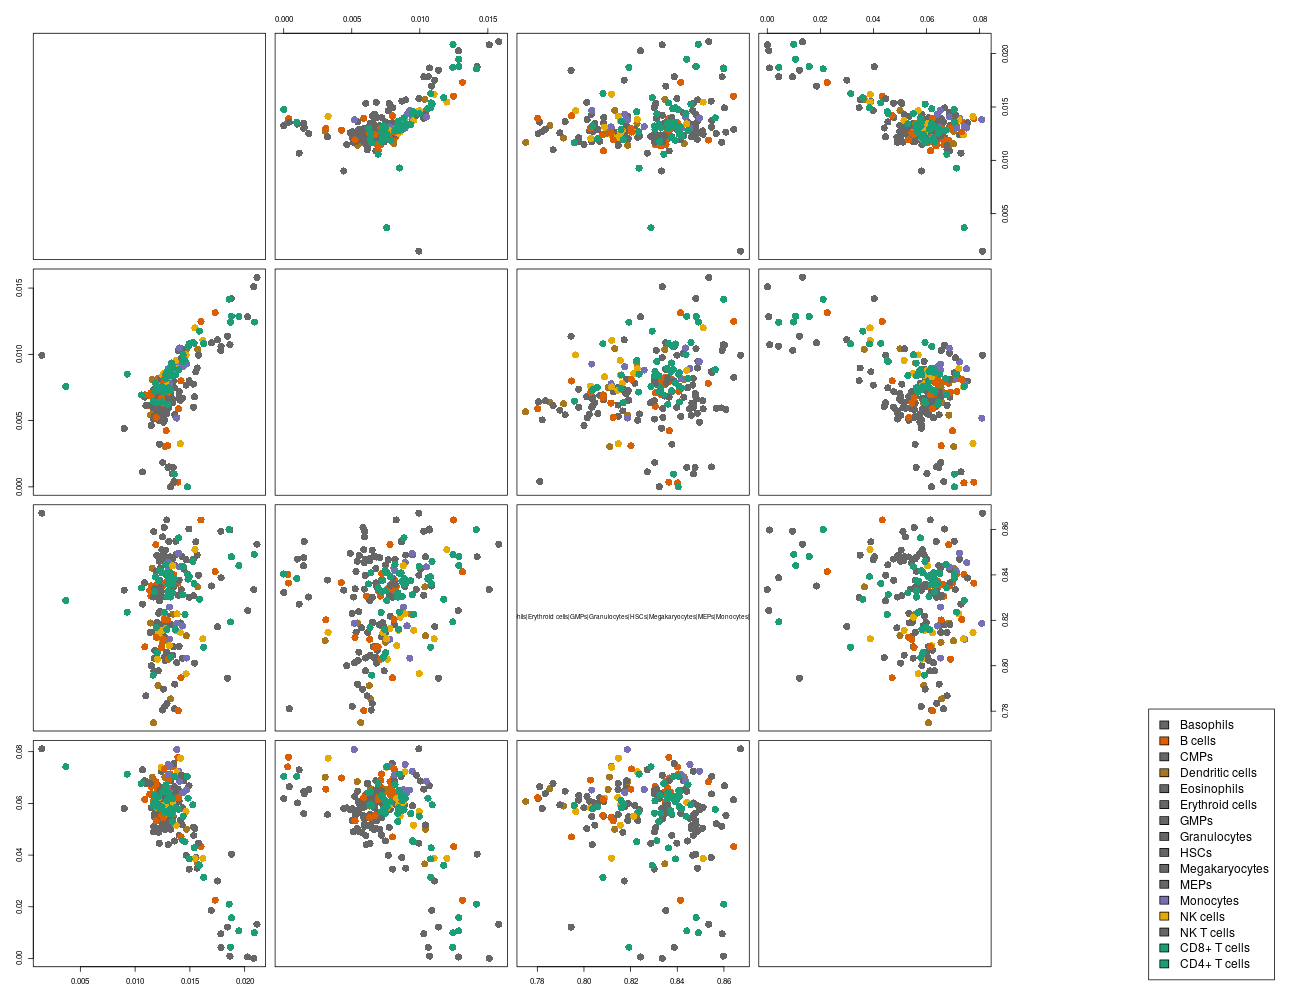 0.000 0.005 0.010 0.015 0.00 0.02 0.04 0.06 0.08
0.005 0.010 0.015 0.020
0.000 0.005 0.010 0.015
hils|Erythroid cells|GMPs|Granulocytes|HSCs|Megakaryocytes|MEPs|Monocytes|
0.78 0.80 0.82 0.84 0.86
0.00 0.02 0.04 0.06 0.08
0.005 0.010 0.015 0.020 0.78 0.80 0.82 0.84 0.86
Basophils
B cells
CMPs
Dendritic cells
Eosinophils
Erythroid cells
GMPs
Granulocytes
HSCs
Megakaryocytes
MEPs
Monocytes
NK cells
NK T cells
CD8+ T cells
CD4+ T cells